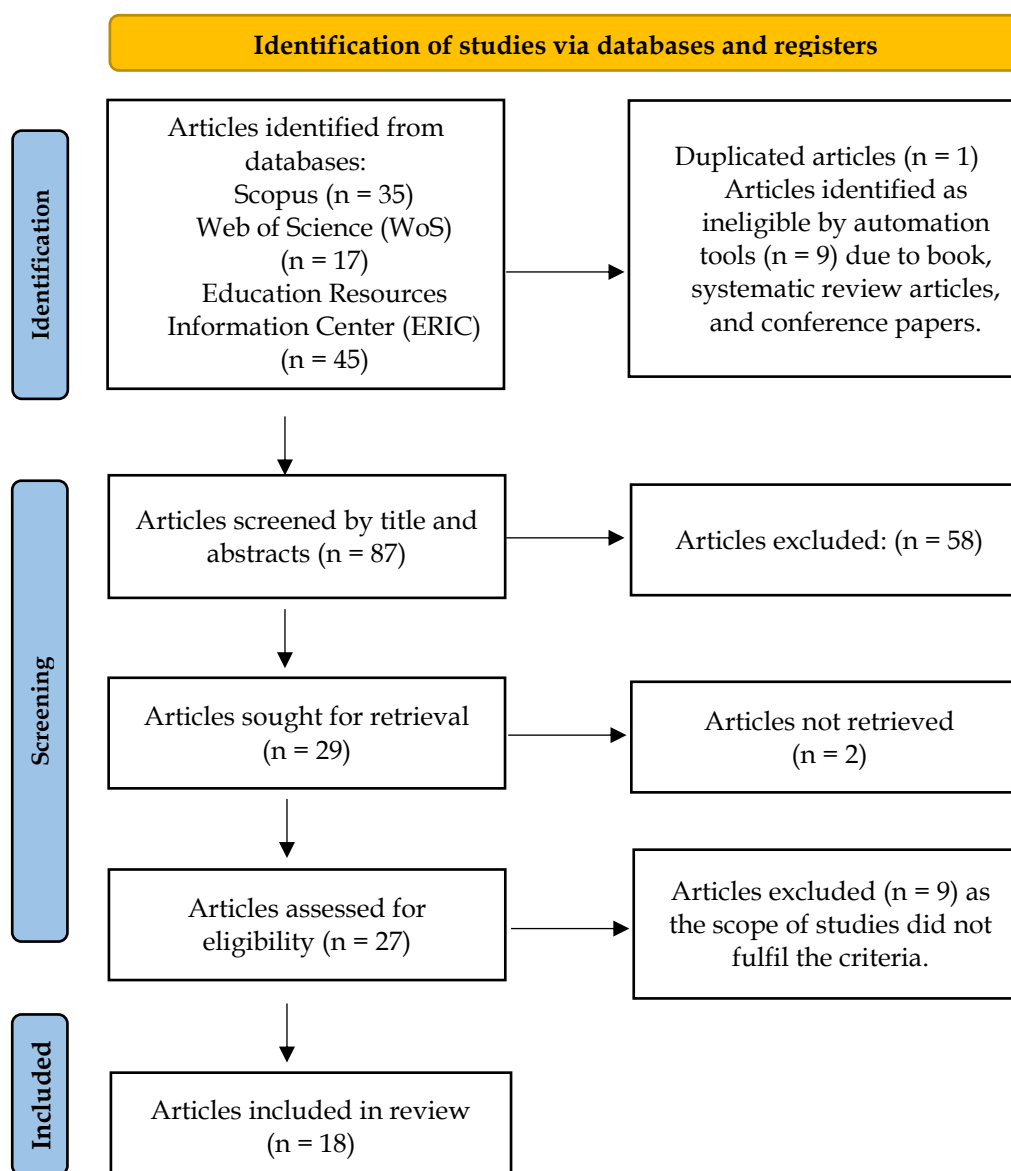 Identification of studies via databases and registers
Identification
Articles identified from
databases:
Scopus (n = 35)
Web of Science (WoS)
(n = 17)
Education Resources
Information Center (ERIC)
(n = 45)
Duplicated articles (n = 1)
Articles identified as
ineligible by automation
tools (n = 9) due to book,
systematic review articles,
and conference papers.
Screening
Articles screened by title and
abstracts (n = 87)
Articles excluded: (n = 58)
Articles sought for retrieval
(n = 29)
Articles not retrieved
(n = 2)
Articles assessed for
eligibility (n = 27)
Articles excluded (n = 9) as
the scope of studies did not
fulfil the criteria.
Included
Articles included in review
(n = 18)